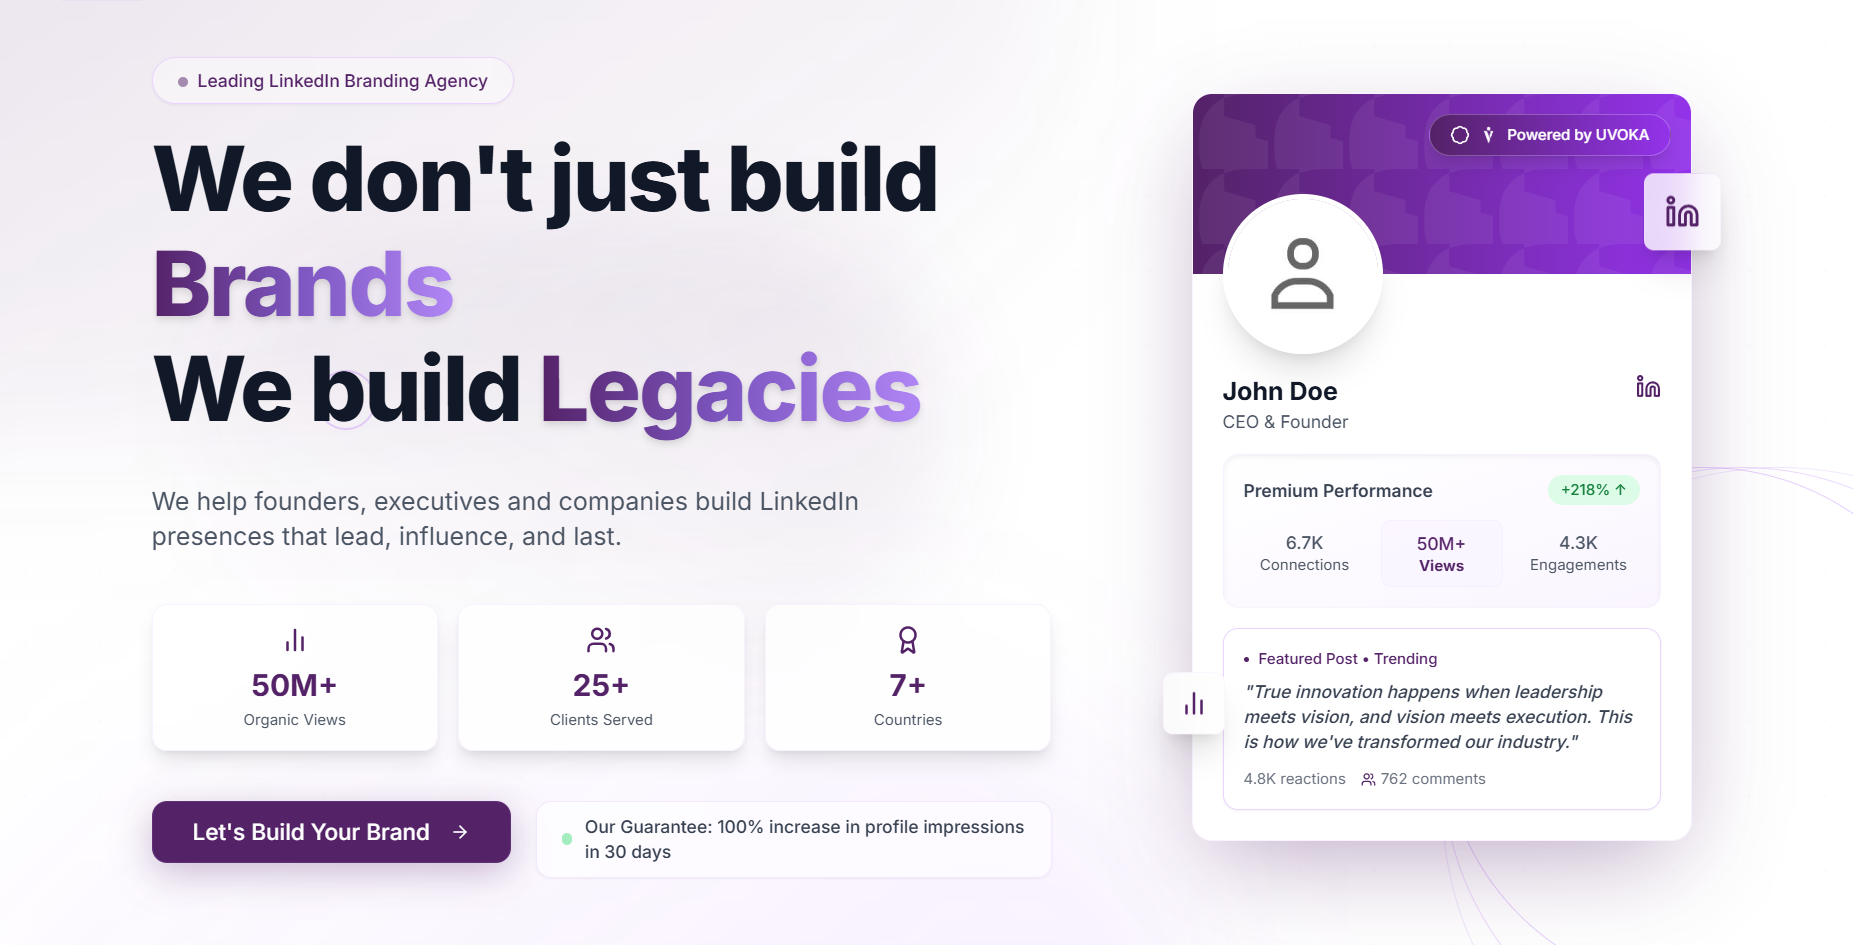 Leading LinkedIn Branding Agency
We don't just build
Brands
We build Legacies
We help founders, executives and companies build LinkedIn
presences that lead, influence, and last.
50M+
Organic Views
25+
Clients Served
7+
Countries
Let's Build Your Brand →
Our Guarantee: 100% increase in profile impressions
in 30 days
Powered by UVOKA
in
John Doe
in
CEO & Founder
Premium Performance
+218% ↑
6.7K
Connections
50M+
Views
4.3K
Engagements
• Featured Post • Trending
"True innovation happens when leadership
meets vision, and vision meets execution. This
is how we've transformed our industry."
4.8K reactions 762 comments